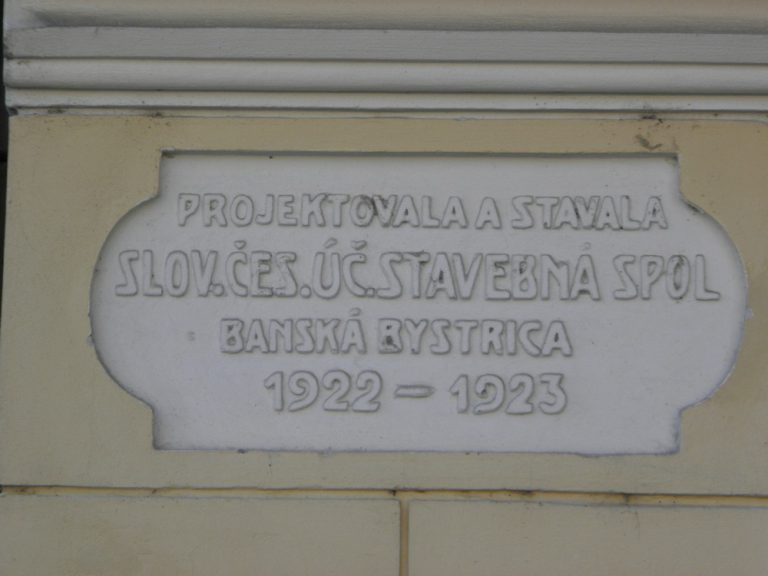 PROJEKTOVALA A STAVALA
SLOV. ČES. ÚČ. STAVEBNÁ SPOL
BANSKÁ BYSTRICA
1922 – 1923